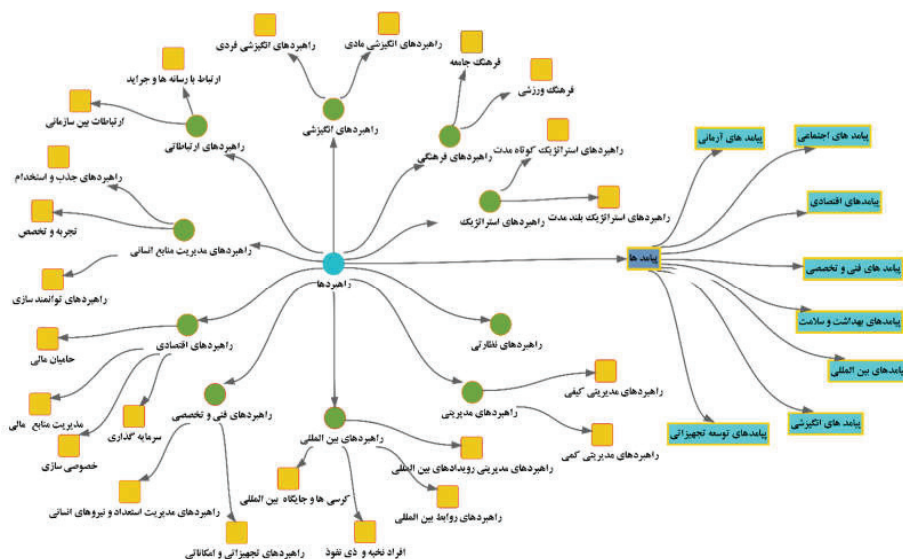 راهبردهای انگیزشی مادی
راهبردهای انگیزشی فردی
فرهنگ جامعه
ارتباط با رسانه ها و جراید
فرهنگ ورزشی
ارتباطات بین سازمانی
راهبردهای انگیزشی
راهبردهای ارتباطاتی
راهبردهای فرهنگی
راهبردهای استراتژیک کوتاه مدت
پیامد های اجتماعی
پیامد های آرمانی
راهبردهای جذب و استخدام
راهبردهای استراتژیک بلند مدت
راهبردهای استراتژیک
پیامدهای اقتصادی
تجربه و تخصص
راهبردهای مدیریت منابع انسانی
پیامد ها
پیامد های فنی و تخصصی
راهبردها
راهبردهای توانمند سازی
پیامدهای بهداشت و سلامت
راهبردهای نظارتی
راهبردهای اقتصادی
حامیان مالی
پیامدهای بین المللی
راهبردهای مدیریتی کیفی
راهبردهای مدیریتی
راهبردهای فنی و تخصصی
پیامد های انگیزشی
پیامدهای توسعه تجهیزاتی
مدیریت منابع مالی
سرمایه گذاری
راهبردهای بین المللی
راهبردهای مدیریتی کمی
خصوصی سازی
راهبردهای مدیریتی رویدادهای بین المللی
کرسی ها و جایگاه بین المللی
راهبردهای روابط بین المللی
راهبردهای مدیریت استعداد و نیروهای انسانی
افراد نخبه و ذی نفوذ
راهبردهای تجهیزاتی و امکاناتی